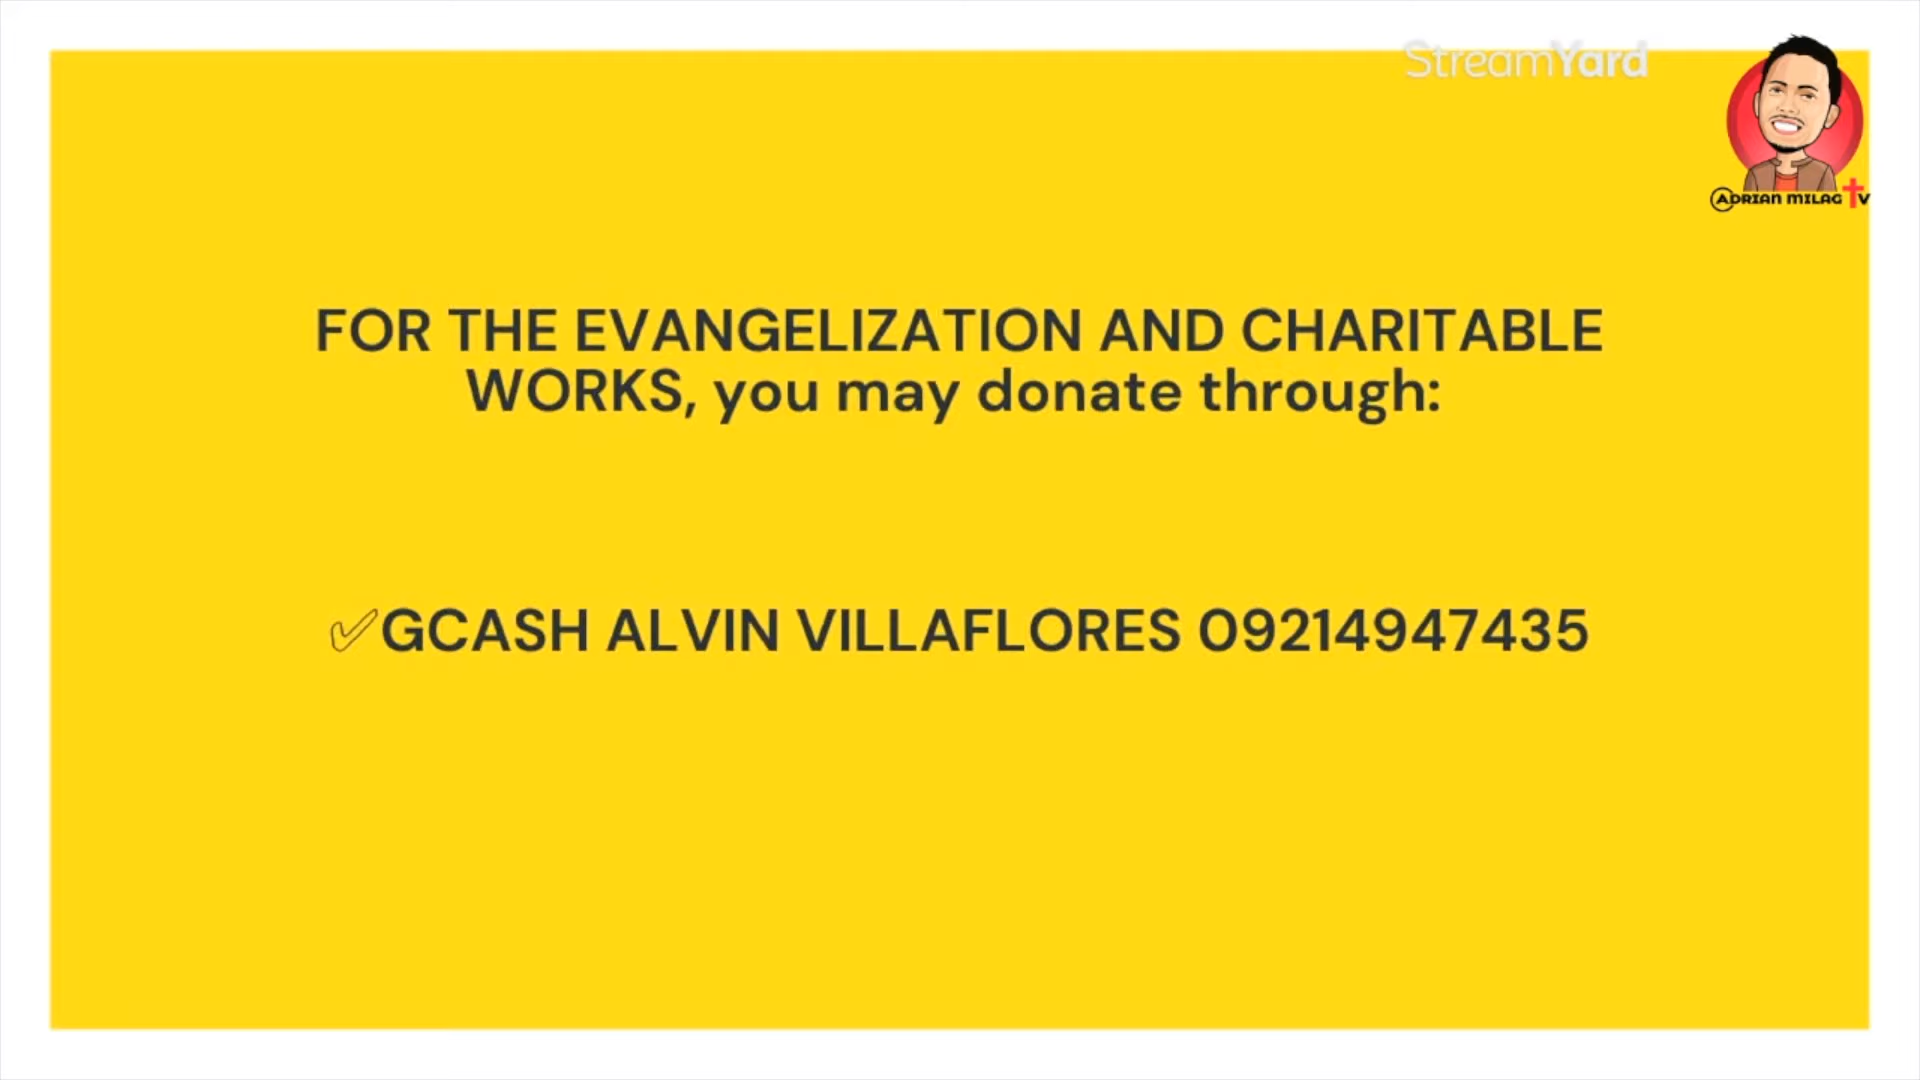 StreamYard
ADRIAN MILAG TV
FOR THE EVANGELIZATION AND CHARITABLE
WORKS, you may donate through:
✓GCASH ALVIN VILLAFLORES 09214947435